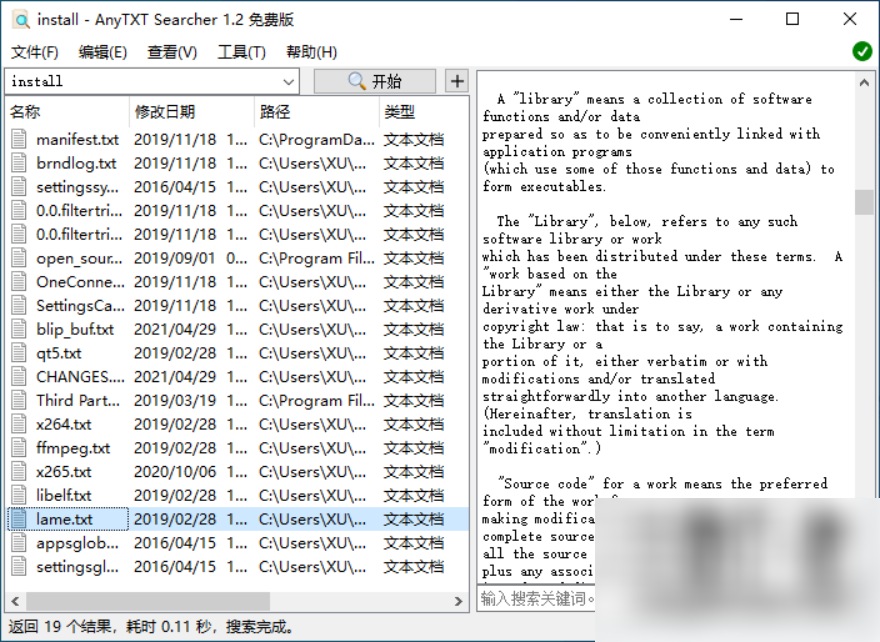 install - AnyTXT Searcher 1.2 免费版
文件(F) 编辑(E) 查看(V) 工具(T) 帮助(H)
install 开始 +
名称 修改日期 路径 类型
manifest.txt 2019/11/18 1... C:\ProgramDa... 文本文档
brndlog.txt 2019/11/18 1... C:\Users\XU\... 文本文档
settingssy... 2016/04/15 1... C:\Users\XU\... 文本文档
0.0.filtertri... 2019/11/18 1... C:\Users\XU\... 文本文档
0.0.filtertri... 2019/11/18 1... C:\Users\XU\... 文本文档
open_sour... 2019/09/01 0... C:\Program Fil... 文本文档
OneConne... 2019/11/18 1... C:\Users\XU\... 文本文档
SettingsCa... 2019/11/18 1... C:\Users\XU\... 文本文档
blip_buf.txt 2021/04/29 1... C:\Users\XU\... 文本文档
qt5.txt 2019/02/28 1... C:\Users\XU\... 文本文档
CHANGES.... 2021/04/29 1... C:\Users\XU\... 文本文档
Third Part... 2019/03/19 1... C:\Program Fil... 文本文档
x264.txt 2019/02/28 1... C:\Users\XU\... 文本文档
ffmpeg.txt 2019/02/28 1... C:\Users\XU\... 文本文档
x265.txt 2020/10/06 1... C:\Users\XU\... 文本文档
libelf.txt 2019/02/28 1... C:\Users\XU\... 文本文档
lame.txt 2019/02/28 1... C:\Users\XU\... 文本文档
appsglob... 2016/04/15 1... C:\Users\XU\... 文本文档
settingsgl... 2016/04/15 1... C:\Users\XU\... 文本文档
A "library" means a collection of software
functions and/or data
prepared so as to be conveniently linked with
application programs
(which use some of those functions and data) to
form executables.
The "Library", below, refers to any such
software library or work
which has been distributed under these terms. A
"work based on the
Library" means either the Library or any
derivative work under
copyright law: that is to say, a work containing
the Library or a
portion of it, either verbatim or with
modifications and/or translated
straightforwardly into another language.
(Hereinafter, translation is
included without limitation in the term
"modification".)
"Source code" for a work means the preferred
form of the work
making modifica
complete source
all the source
plus any associ
输入搜索关键词。
返回 19 个结果，耗时 0.11 秒，搜索完成。